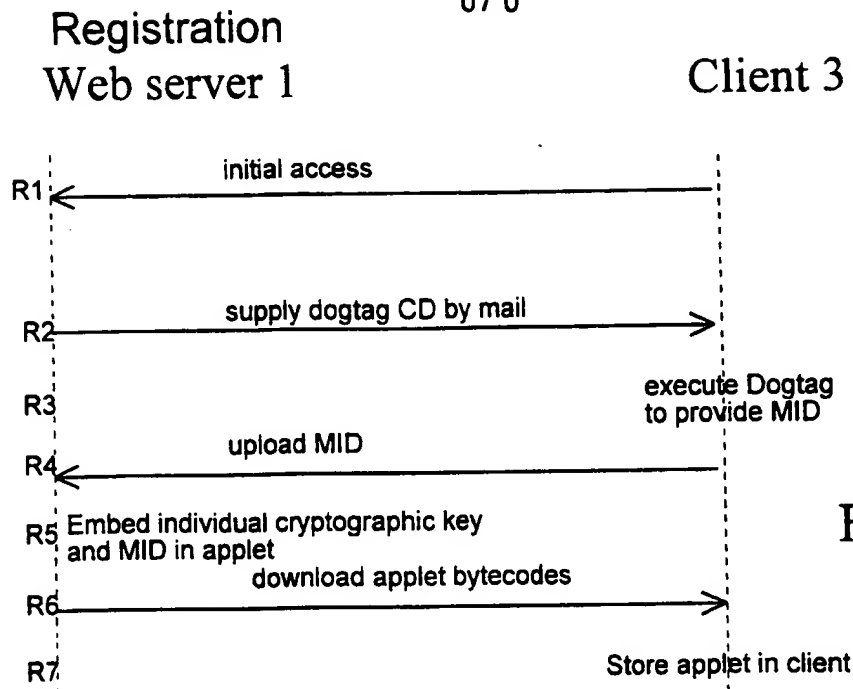 Registration
Web server 1
Client 3
R1
initial access
R2
supply dogtag CD by mail
R3
execute Dogtag
to provide MID
R4
upload MID
R5
Embed individual cryptographic key
and MID in applet
R6
download applet bytecodes
R7
Store applet in client